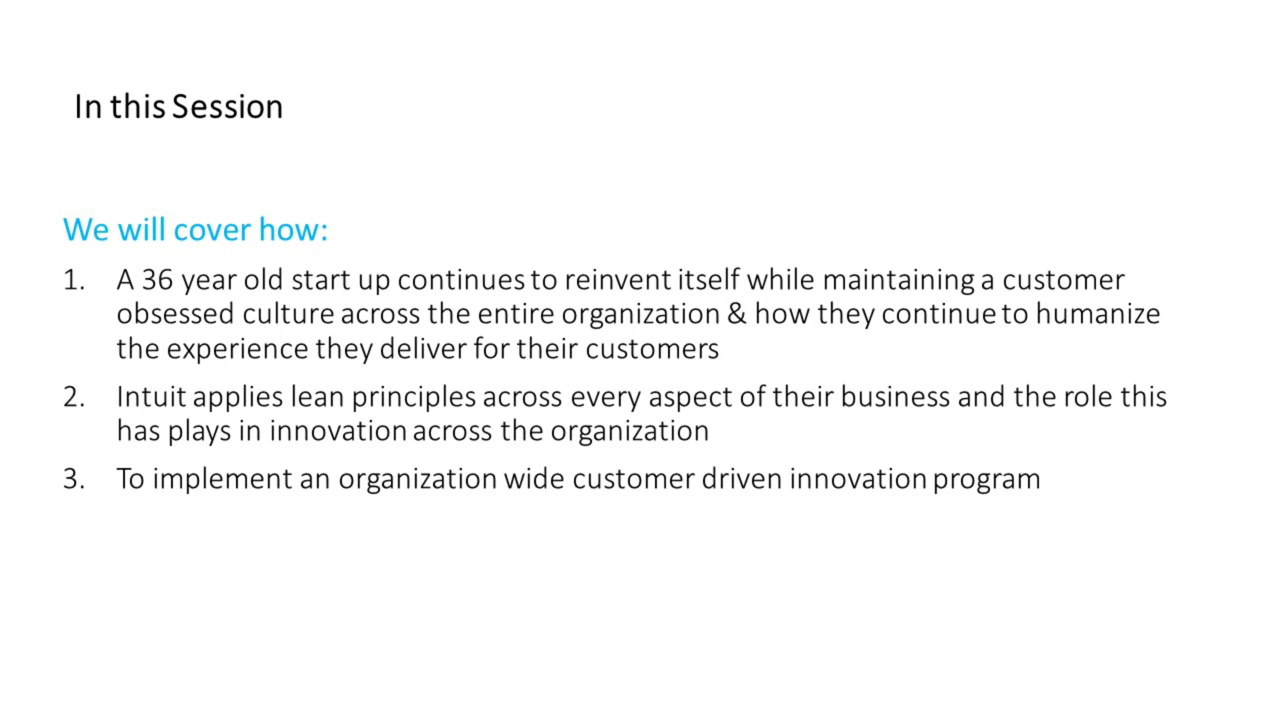 In this Session
We will cover how:
1. A 36 year old start up continues to reinvent itself while maintaining a customer
obsessed culture across the entire organization & how they continue to humanize
the experience they deliver for their customers
2. Intuit applies lean principles across every aspect of their business and the role this
has plays in innovation across the organization
3. To implement an organization wide customer driven innovation program